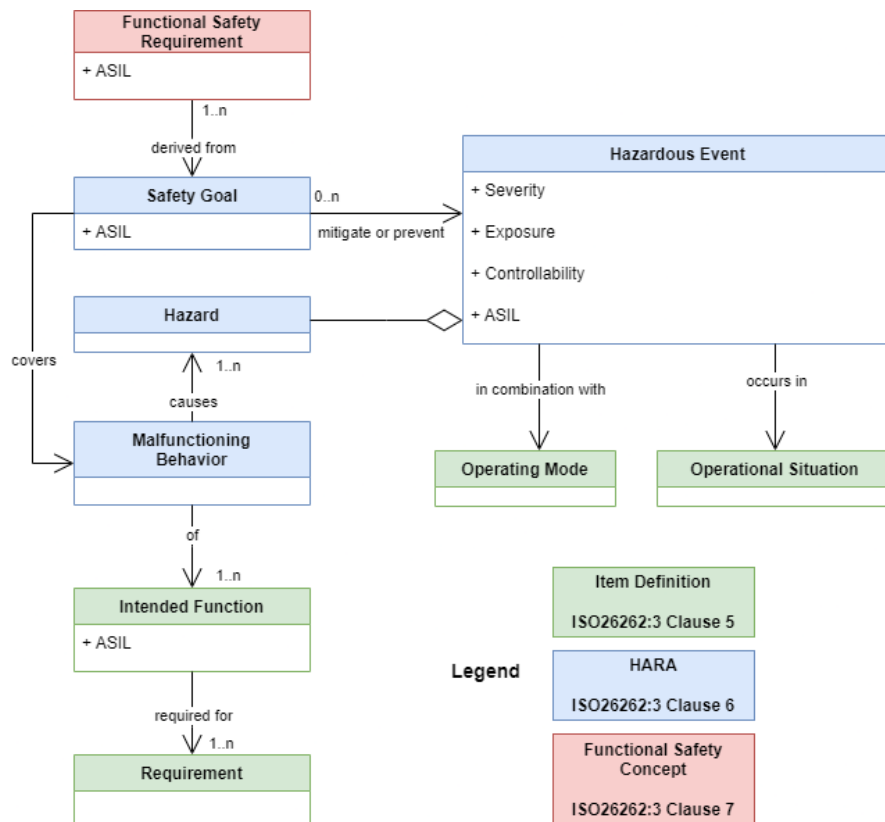 Functional Safety
Requirement
+ ASIL
1..n
derived from
Safety Goal
+ ASIL
0..n
mitigate or prevent
Hazardous Event
+ Severity
+ Exposure
+ Controllability
+ ASIL
Hazard
covers
1..n
causes
Malfunctioning
Behavior
in combination with
occurs in
Operating Mode
Operational Situation
of
1..n
Intended Function
+ ASIL
required for
1..n
Requirement
Legend
Item Definition
ISO26262:3 Clause 5
HARA
ISO26262:3 Clause 6
Functional Safety
Concept
ISO26262:3 Clause 7